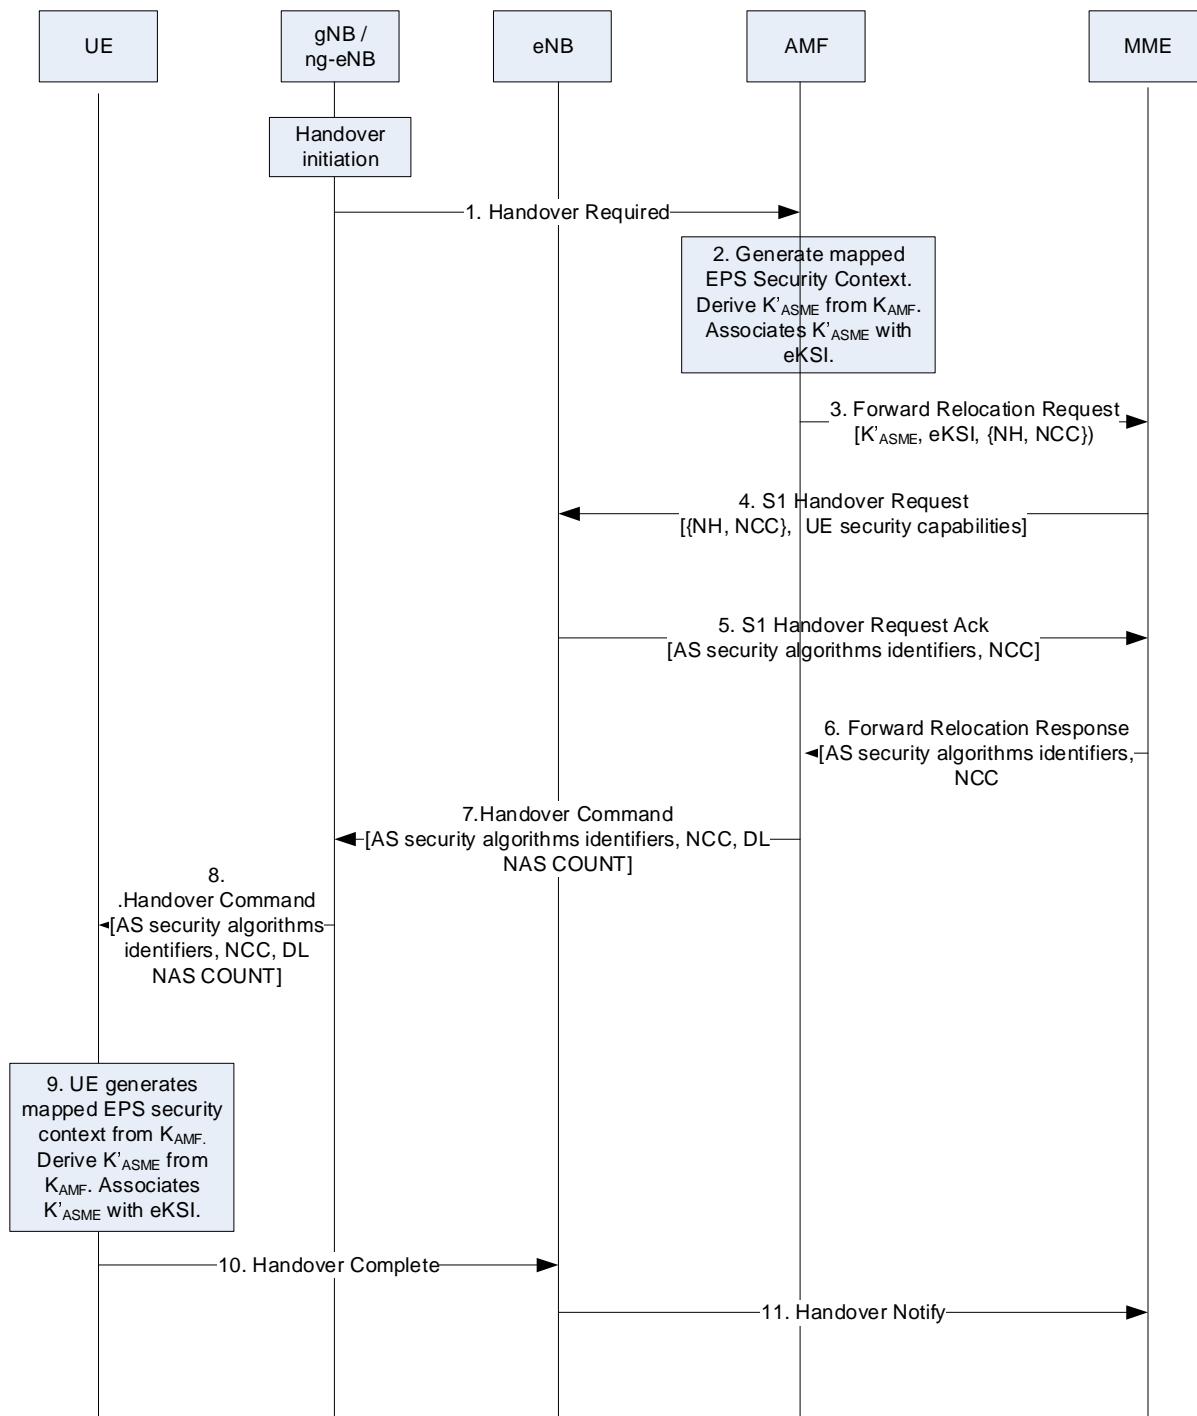 UE
gNB /
ng-eNB
eNB
AMF
MME
Handover
initiation
1. Handover Required
2. Generate mapped
EPS Security Context.
Derive K’ASME from KAMF.
Associates K’ASME with
eKSI.
3. Forward Relocation Request
[K’ASME, eKSI, {NH, NCC})
4. S1 Handover Request
[{NH, NCC}, UE security capabilities]
5. S1 Handover Request Ack
[AS security algorithms identifiers, NCC]
6. Forward Relocation Response
[AS security algorithms identifiers,
NCC
7.Handover Command
[AS security algorithms identifiers, NCC, DL
NAS COUNT]
8.
.Handover Command
[AS security algorithms
identifiers, NCC, DL
NAS COUNT]
9. UE generates
mapped EPS security
context from KAMF.
Derive K’ASME from
KAMF. Associates
K’ASME with eKSI.
10. Handover Complete
11. Handover Notify